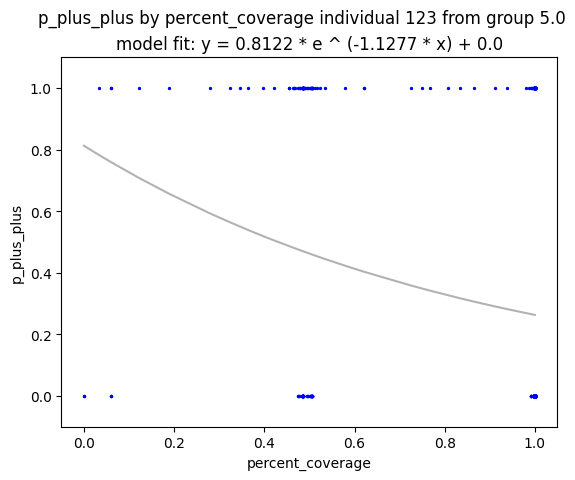 p_plus_plus by percent_coverage individual 123 from group 5.0
model fit: y = 0.8122 * e ^ (-1.1277 * x) + 0.0
1.0
0.8
0.6
0.4
0.2
0.0
p_plus_plus
0.0 0.2 0.4 0.6 0.8 1.0
percent_coverage